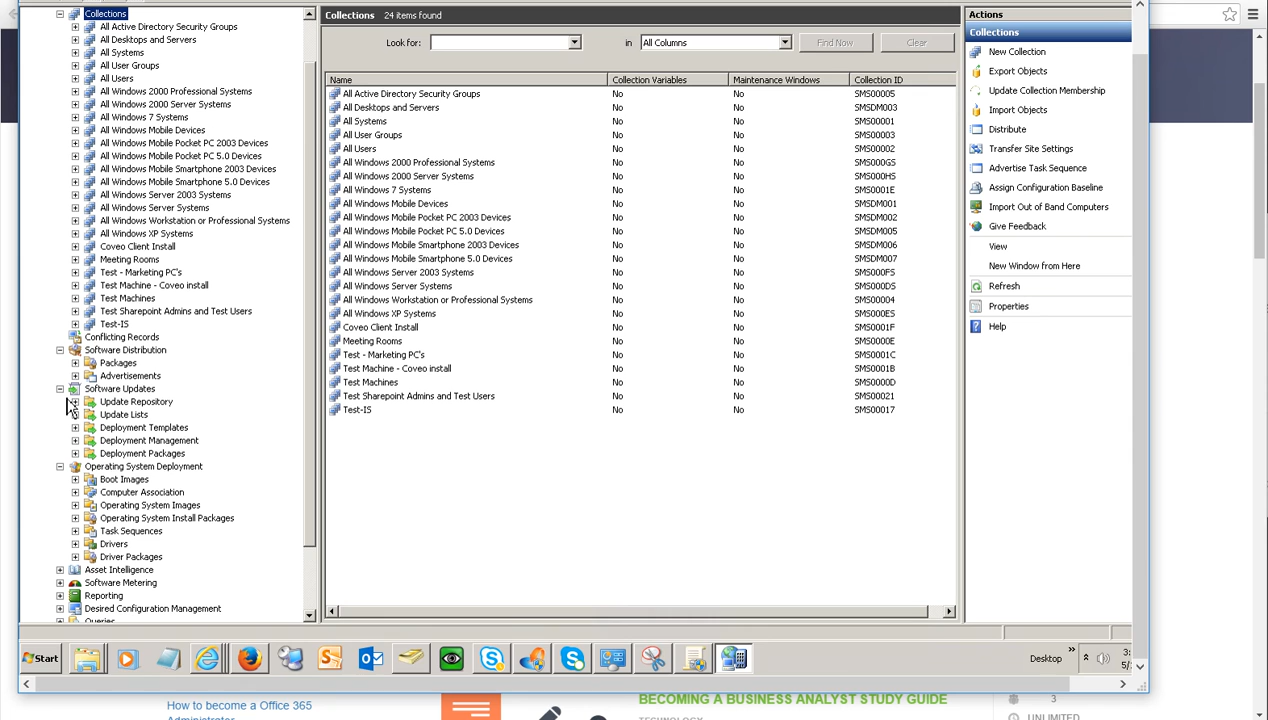 Collections
All Active Directory Security Groups
All Desktops and Servers
All Systems
All User Groups
All Users
All Windows 2000 Professional Systems
All Windows 2000 Server Systems
All Windows 7 Systems
All Windows Mobile Devices
All Windows Mobile Pocket PC 2003 Devices
All Windows Mobile Pocket PC 5.0 Devices
All Windows Mobile Smartphone 2003 Devices
All Windows Mobile Smartphone 5.0 Devices
All Windows Server 2003 Systems
All Windows Server Systems
All Windows Workstation or Professional Systems
All Windows XP Systems
Coveo Client Install
Meeting Rooms
Test - Marketing PC's
Test Machine - Coveo install
Test Machines
Test Sharepoint Admins and Test Users
Test-IS
Conflicting Records
Software Distribution
Packages
Advertisements
Software Updates
Update Repository
Update Lists
Deployment Templates
Deployment Management
Deployment Packages
Operating System Deployment
Boot Images
Computer Association
Operating System Images
Operating System Install Packages
Task Sequences
Drivers
Driver Packages
Asset Intelligence
Software Metering
Reporting
Desired Configuration Management
Queries
Collections 24 items found
Look for: in All Columns Find Now Clear
Name Collection Variables Maintenance Windows Collection ID
All Active Directory Security Groups No No SMS00005
All Desktops and Servers No No SMSDM003
All Systems No No SMS00001
All User Groups No No SMS00003
All Users No No SMS00002
All Windows 2000 Professional Systems No No SMS000GS
All Windows 2000 Server Systems No No SMS000HS
All Windows 7 Systems No No SMS0001E
All Windows Mobile Devices No No SMSDM001
All Windows Mobile Pocket PC 2003 Devices No No SMSDM002
All Windows Mobile Pocket PC 5.0 Devices No No SMSDM005
All Windows Mobile Smartphone 2003 Devices No No SMSDM006
All Windows Mobile Smartphone 5.0 Devices No No SMSDM007
All Windows Server 2003 Systems No No SMS000FS
All Windows Server Systems No No SMS000DS
All Windows Workstation or Professional Systems No No SMS00004
All Windows XP Systems No No SMS000ES
Coveo Client Install No No SMS0001F
Meeting Rooms No No SMS0000E
Test - Marketing PC's No No SMS0001C
Test Machine - Coveo install No No SMS0001B
Test Machines No No SMS0000D
Test Sharepoint Admins and Test Users No No SMS00021
Test-IS No No SMS00017
Actions
Collections
New Collection
Export Objects
Update Collection Membership
Import Objects
Distribute
Transfer Site Settings
Advertise Task Sequence
Assign Configuration Baseline
Import Out of Band Computers
Give Feedback
View
New Window from Here
Refresh
Properties
Help
Start
Desktop
3:
5/
How to become a Office 365
Administrator
BECOMING A BUSINESS ANALYST STUDY GUIDE
TECHNOLOGY
3
UNLIMITED